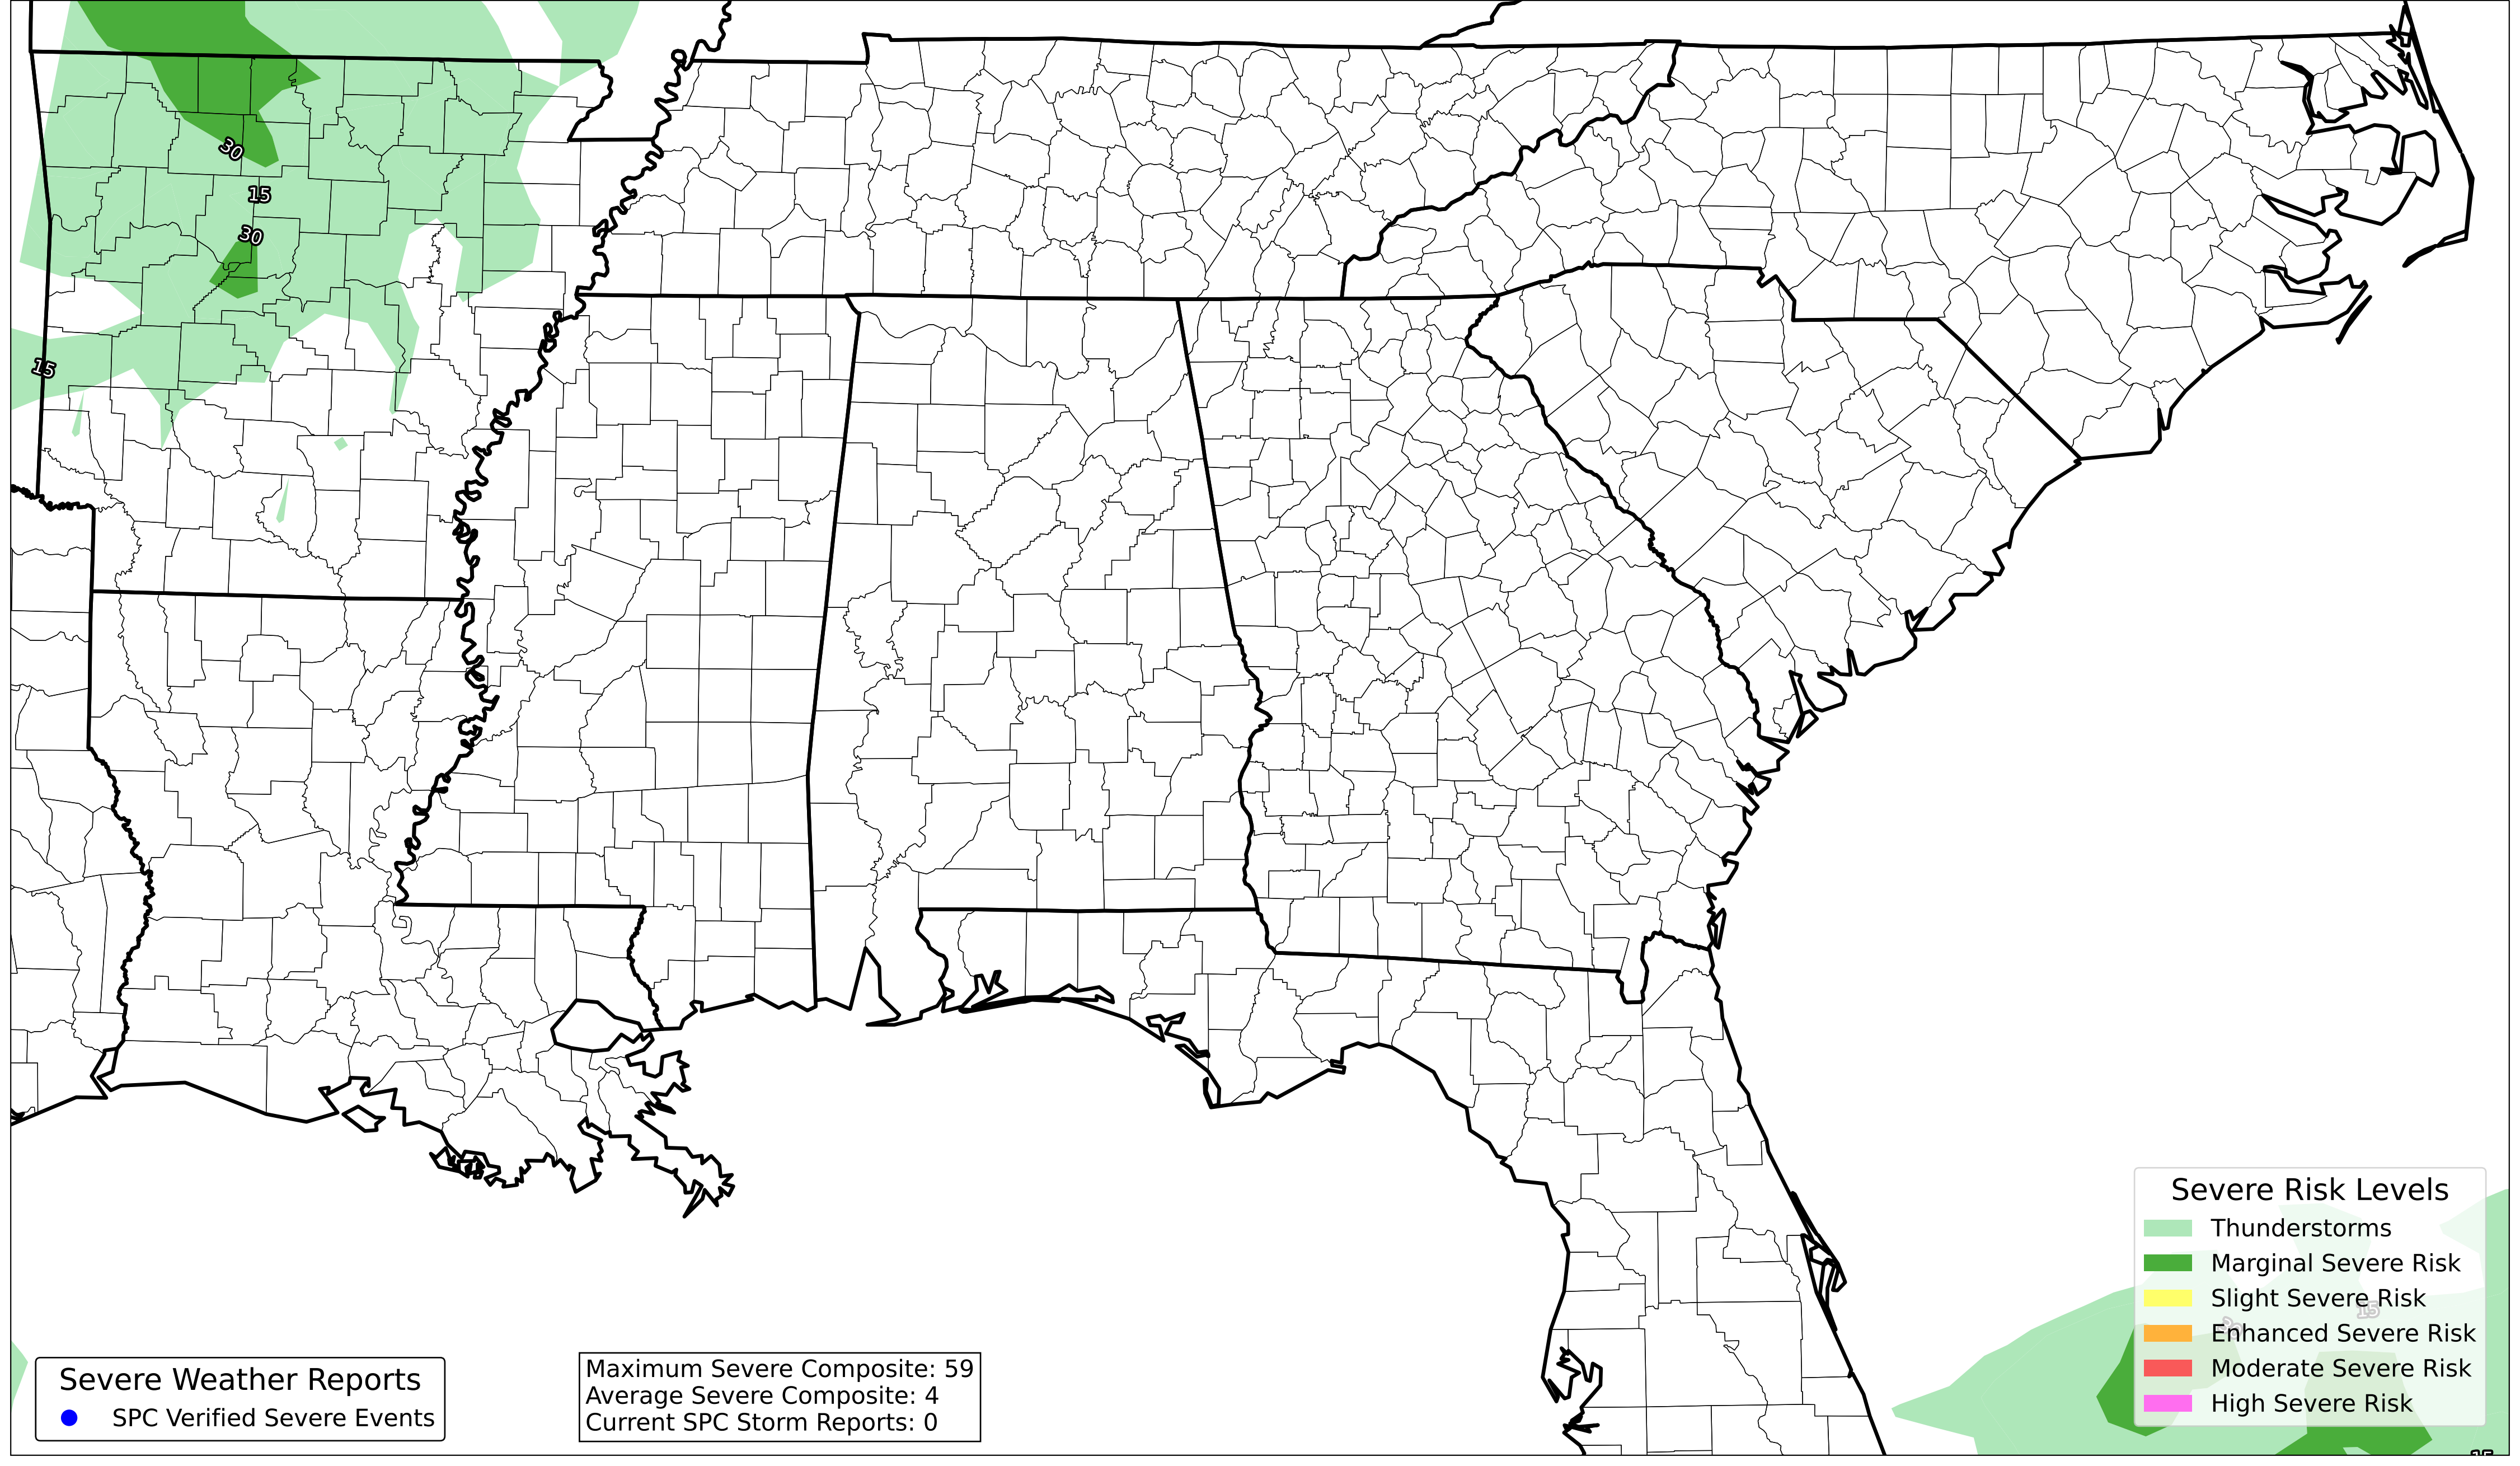 30
15
30
15
Severe Risk Levels
Thunderstorms
Marginal Severe Risk
Slight Severe Risk
15
Enhanced Severe Risk
Moderate Severe Risk
High Severe Risk
Severe Weather Reports
SPC Verified Severe Events
Maximum Severe Composite: 59
Average Severe Composite: 4
Current SPC Storm Reports: 0
15